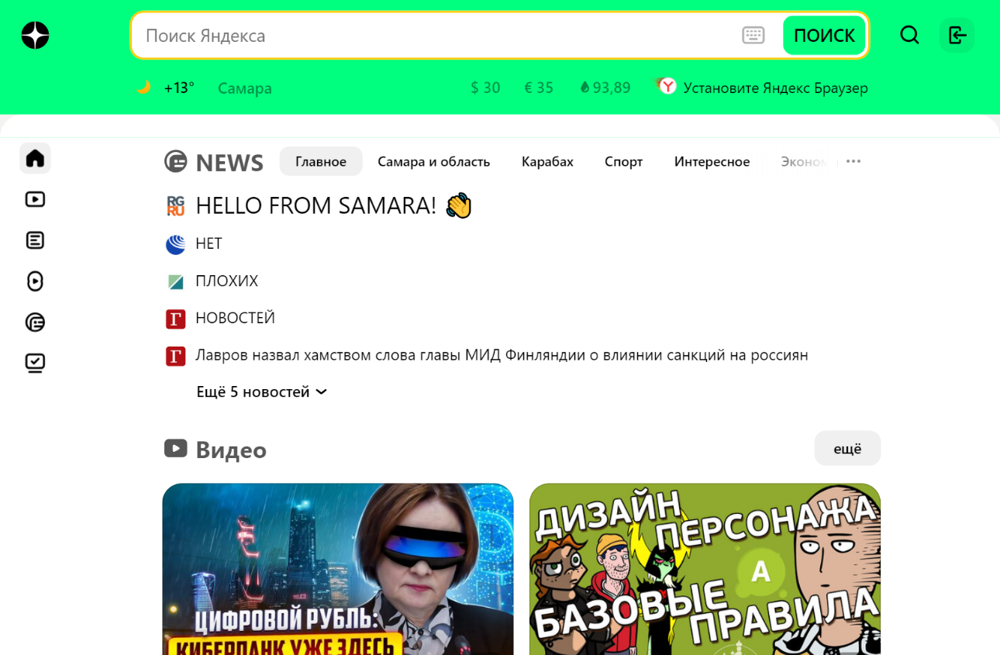 Поиск Яндекса
ПОИСК
+13° Самара $ 30 € 35 93,89 Установите Яндекс Браузер
NEWS Главное Самара и область Карабах Спорт Интересное
RG
RU
HELLO FROM SAMARA! 👋
НЕТ
ПЛОХИХ
Г НОВОСТЕЙ
Г Лавров назвал хамством слова главы МИД Финляндии о влиянии санкций на россиян
Ещё 5 новостей
Видео
ещё
ЦИФРОВОЙ РУБЛЬ:
КИБЕРПАНК УЖЕ ЗДЕСЬ
ДИЗАЙН
ПЕРСОНАЖА
А
БАЗОВЫЕ
ПРАВИЛА